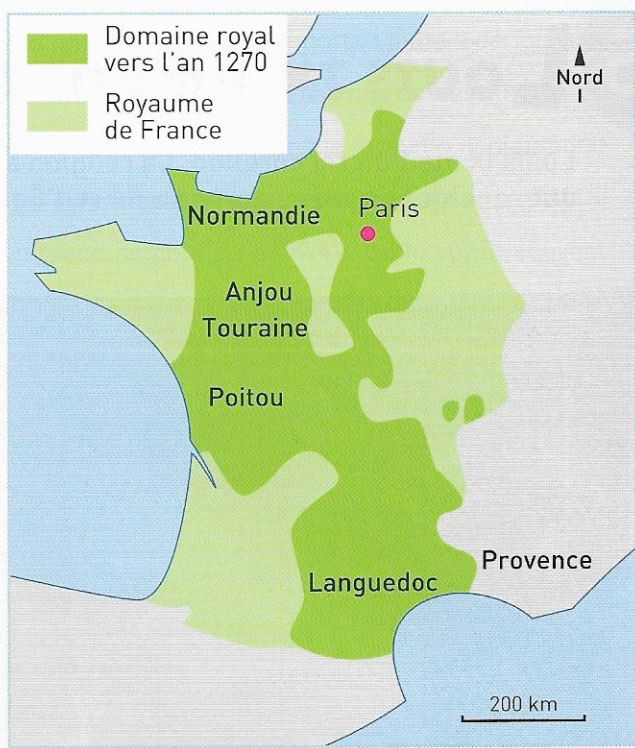 Domaine royal
vers l'an 1270
Royaume
de France
Nord
Normandie
Paris
Anjou
Touraine
Poitou
Provence
Languedoc
200 km